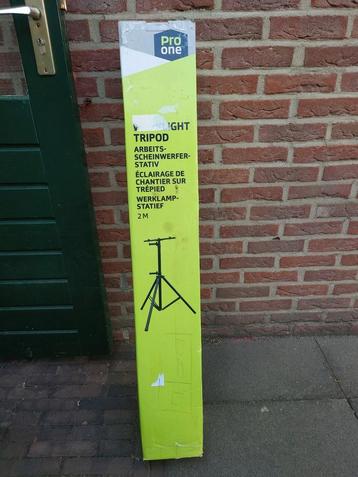 Pro
one
TRIPOD
ARBEITS-
SCHEINWERFER-
STATIV
ÉCLAIRAGE DE
CHANTIER SUR
TRÉPIED
WERKLAMP-
STATIEF
2 M